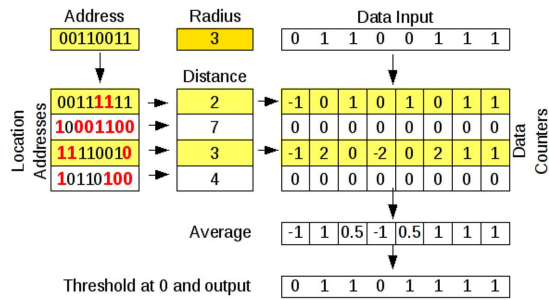 Address Radius Data Input
00110011 3 0 1 1 0 0 1 1 1
Distance
00111111 2 -1 0 1 0 1 0 1 1
10001100 7 0 0 0 0 0 0 0 0
11110010 3 -1 2 0 -2 0 2 1 1
10110100 4 0 0 0 0 0 0 0 0
Location
Addresses
Data
Counters
Average -1 1 0.5 -1 0.5 1 1 1
Threshold at 0 and output 0 1 1 0 1 1 1 1